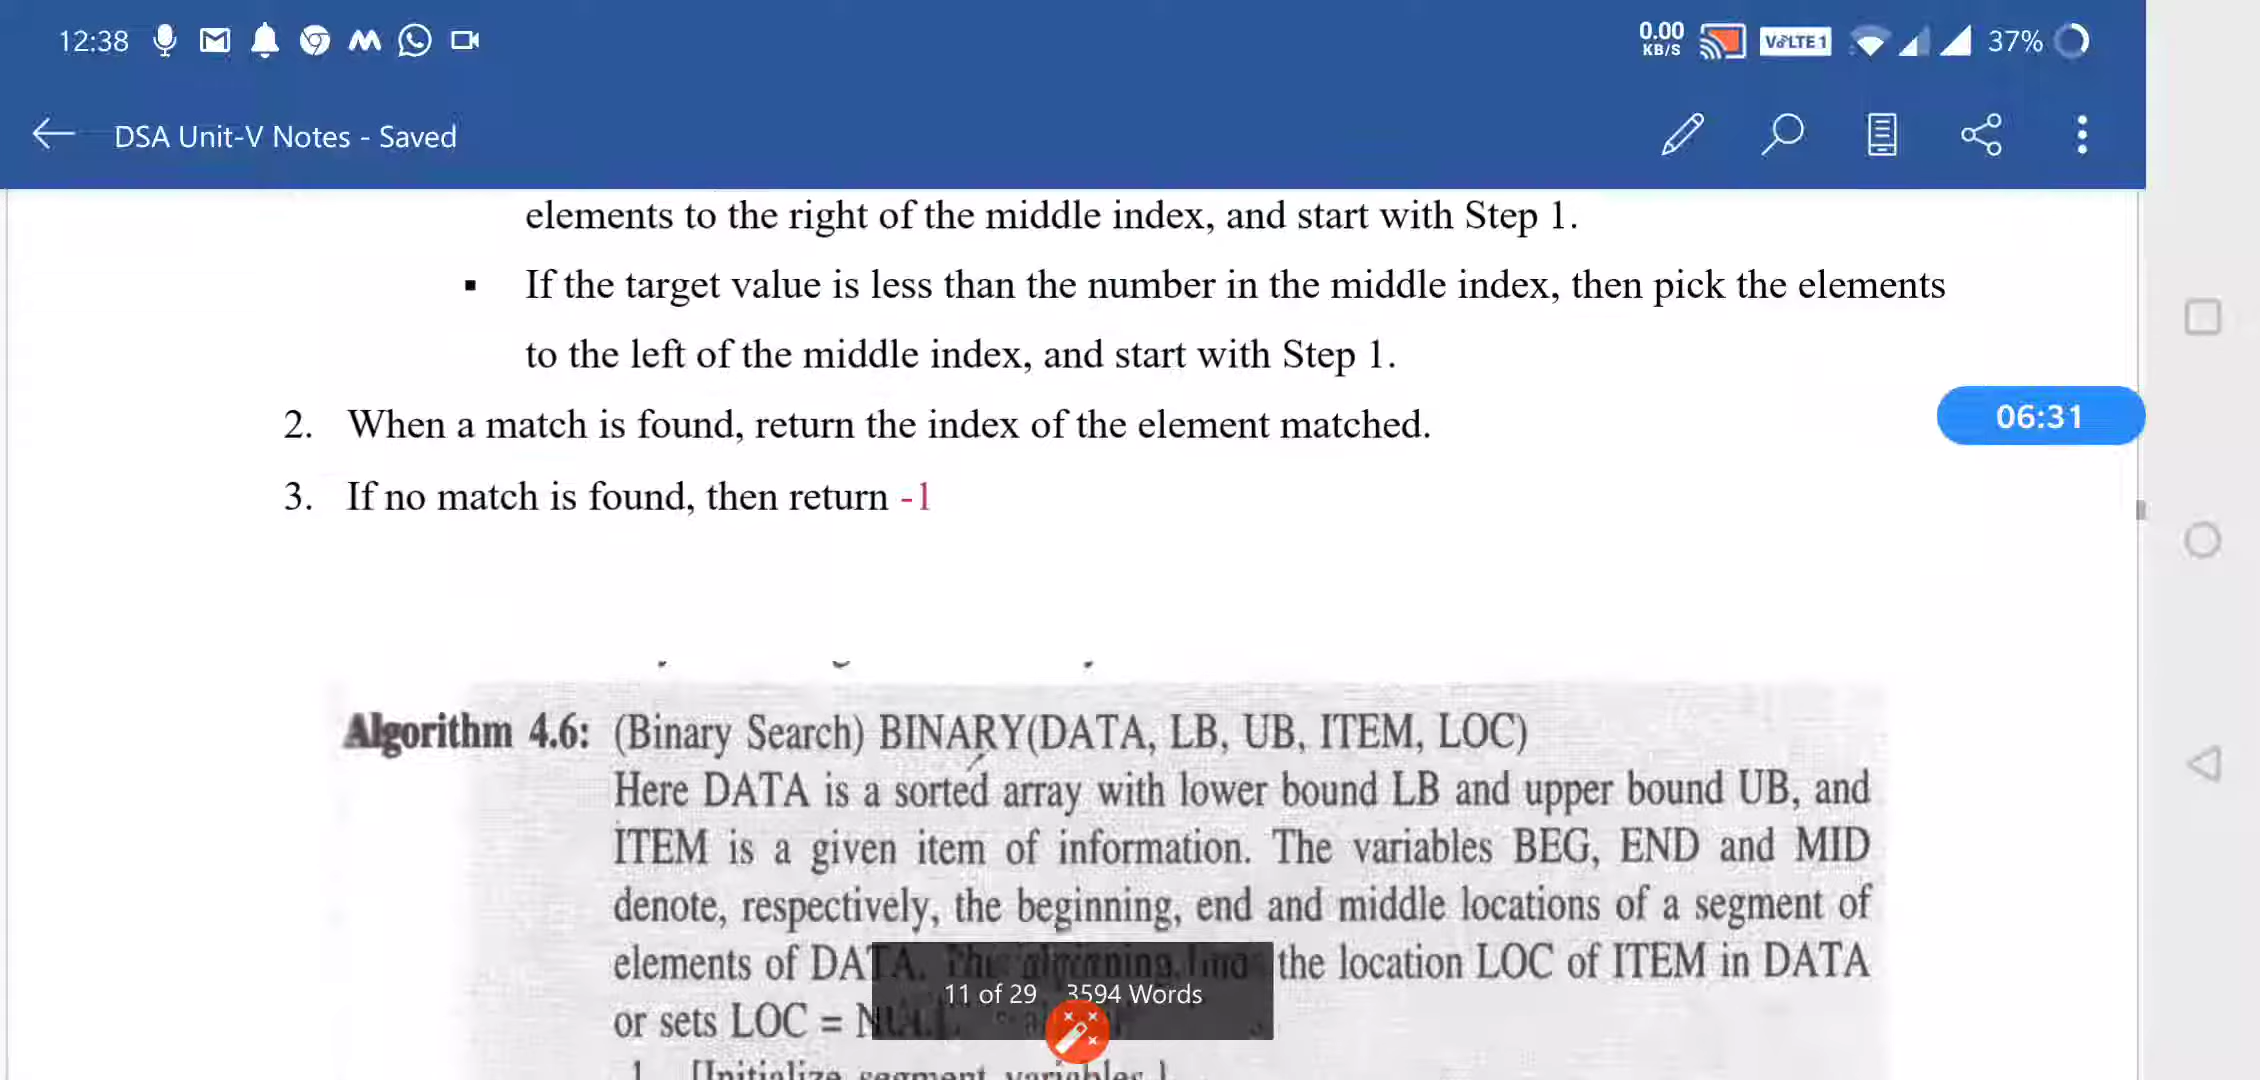 12:38
0.00 KB/S VoLTE 1 37%
DSA Unit-V Notes - Saved
elements to the right of the middle index, and start with Step 1.
▪ If the target value is less than the number in the middle index, then pick the elements
to the left of the middle index, and start with Step 1.
06:31
2. When a match is found, return the index of the element matched.
3. If no match is found, then return -1
Algorithm 4.6: (Binary Search) BINARY(DATA, LB, UB, ITEM, LOC)
Here DATA is a sorted array with lower bound LB and upper bound UB, and
ITEM is a given item of information. The variables BEG, END and MID
denote, respectively, the beginning, end and middle locations of a segment of
elements of DATA. the location LOC of ITEM in DATA
11 of 29 3594 Words
or sets LOC = NULL.
1. [Initialize segment variables.]